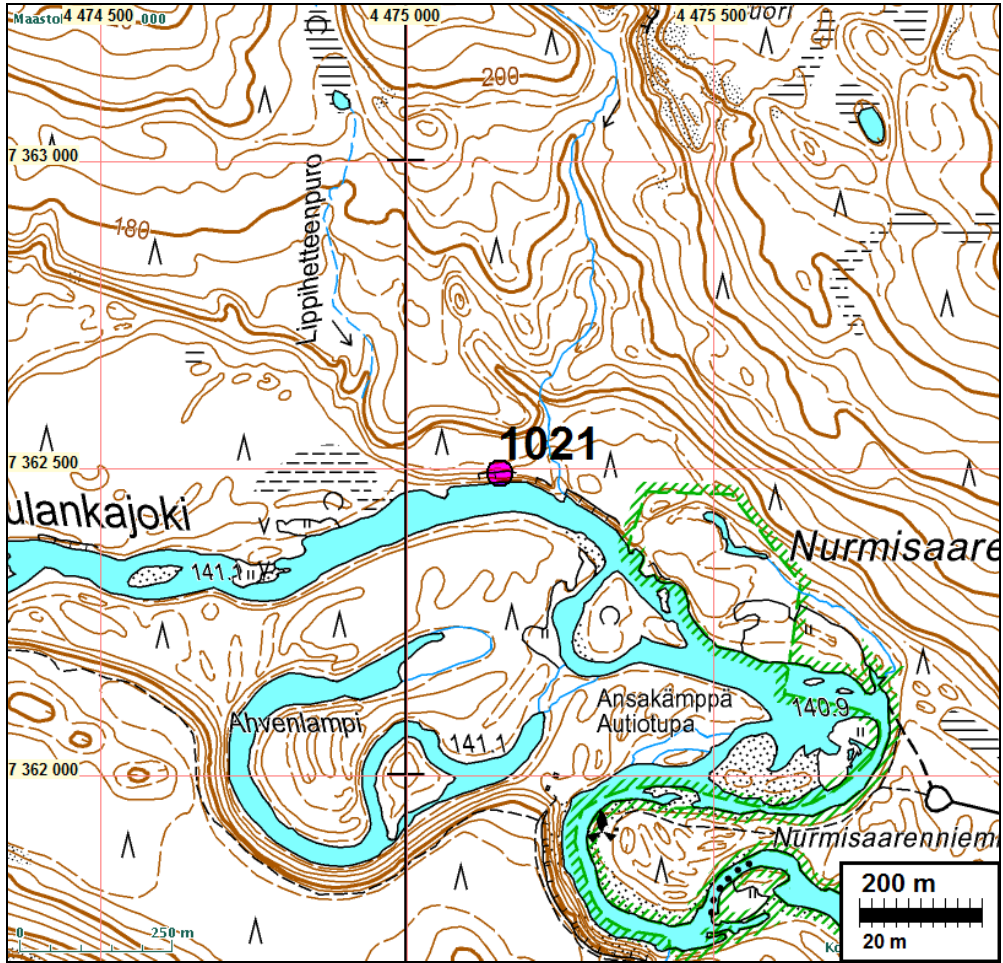 4 474 500
4 475 000
4 475 500
Maastol 000
uori
200
7 363 000
Lippihetteenpuro
180
1021
7 362 500
ulankajoki
Nurmisaare
141.1
Ansakämppä
Autiotupa
140.9
Ahvenlampi
141.1
7 362 000
Nurmisaarenniem
200 m
20 m
0 250 m